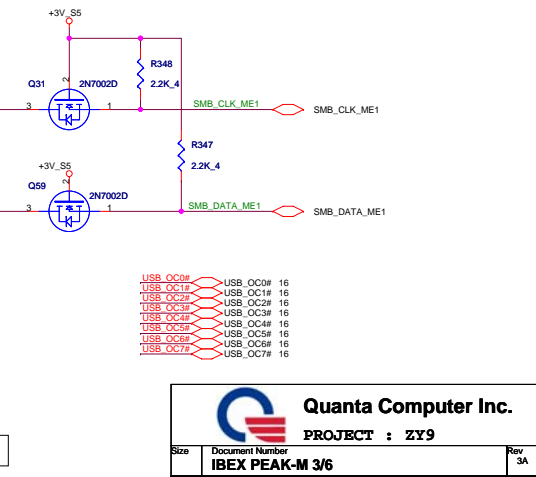 +3V_S5
R348
Q31
2
2N7002D
2.2K_4
3
1
SMB_CLK_ME1
SMB_CLK_ME1
R347
+3V_S5
2.2K_4
Q59
2
2N7002D
3
1
SMB_DATA_ME1
SMB_DATA_ME1
USB_OC0#
USB_OC0# 16
USB_OC1#
USB_OC1# 16
USB_OC2#
USB_OC2# 16
USB_OC3#
USB_OC3# 16
USB_OC4#
USB_OC4# 16
USB_OC5#
USB_OC5# 16
USB_OC6#
USB_OC6# 16
USB_OC7#
USB_OC7# 16
Quanta Computer Inc.
PROJECT : ZY9
Size
Document Number
Rev
IBEX PEAK-M 3/6
3A